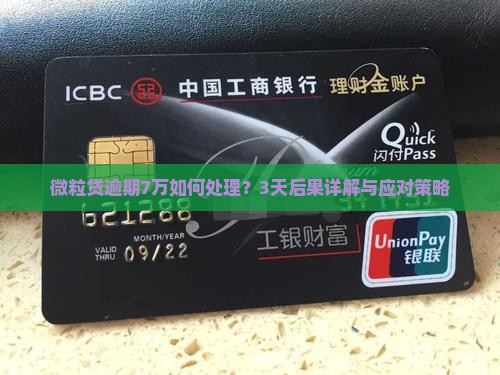 ICBC 中国工商银行 理财金账户
Quick
闪付Pass
微粒贷逾期7万如何处理？3天后果详解与应对策略
621288
MONTH/YEAR
VALID THRU 09/22
工银财富
UnionPay
银联